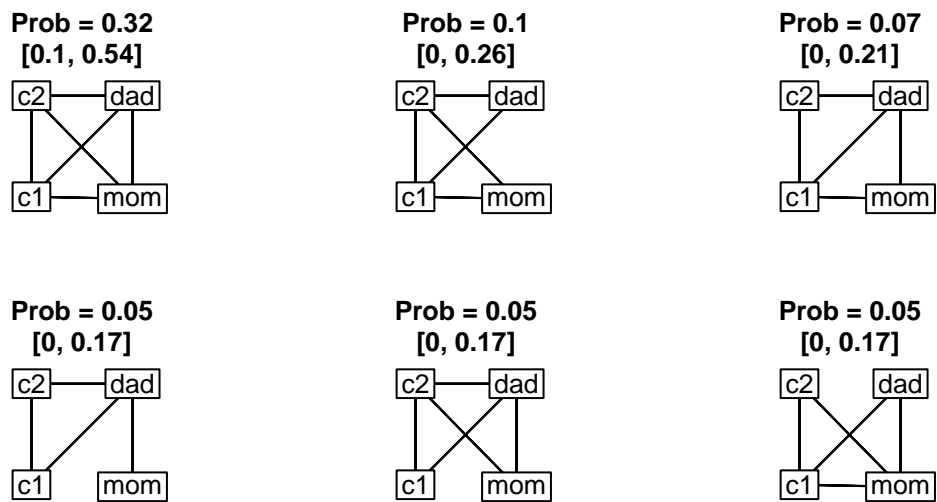 Prob = 0.32
[0.1, 0.54]
c2 dad
c1 mom
Prob = 0.1
[0, 0.26]
c2 dad
c1 mom
Prob = 0.07
[0, 0.21]
c2 dad
c1 mom
Prob = 0.05
[0, 0.17]
c2 dad
c1 mom
Prob = 0.05
[0, 0.17]
c2 dad
c1 mom
Prob = 0.05
[0, 0.17]
c2 dad
c1 mom